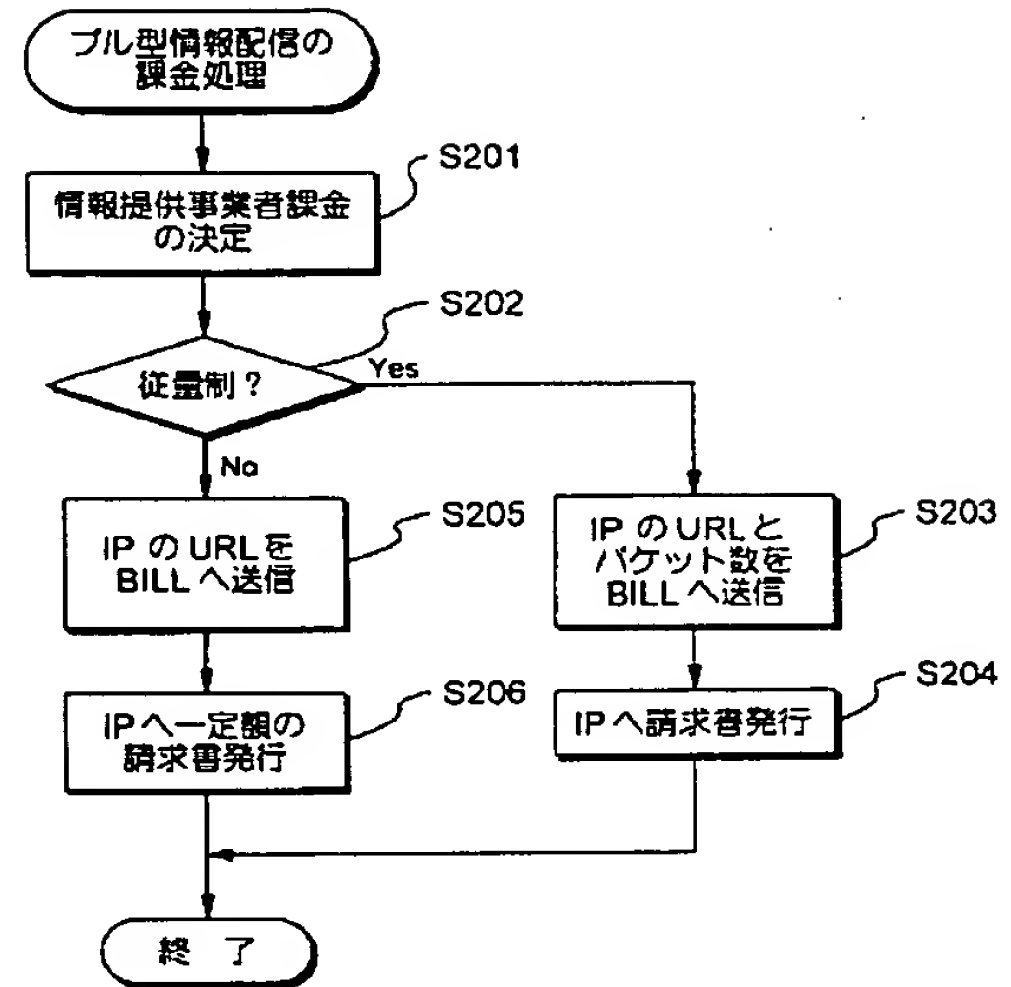 プル型情報配信の
課金処理
S201
情報提供事業者課金
の決定
S202
従量制?
Yes
No
S205
IP のURLを
BILLへ送信
S203
IPのURLと
パケット数を
BILLへ送信
S206
IPへ一定額の
請求書発行
S204
IPへ請求書発行
終 了